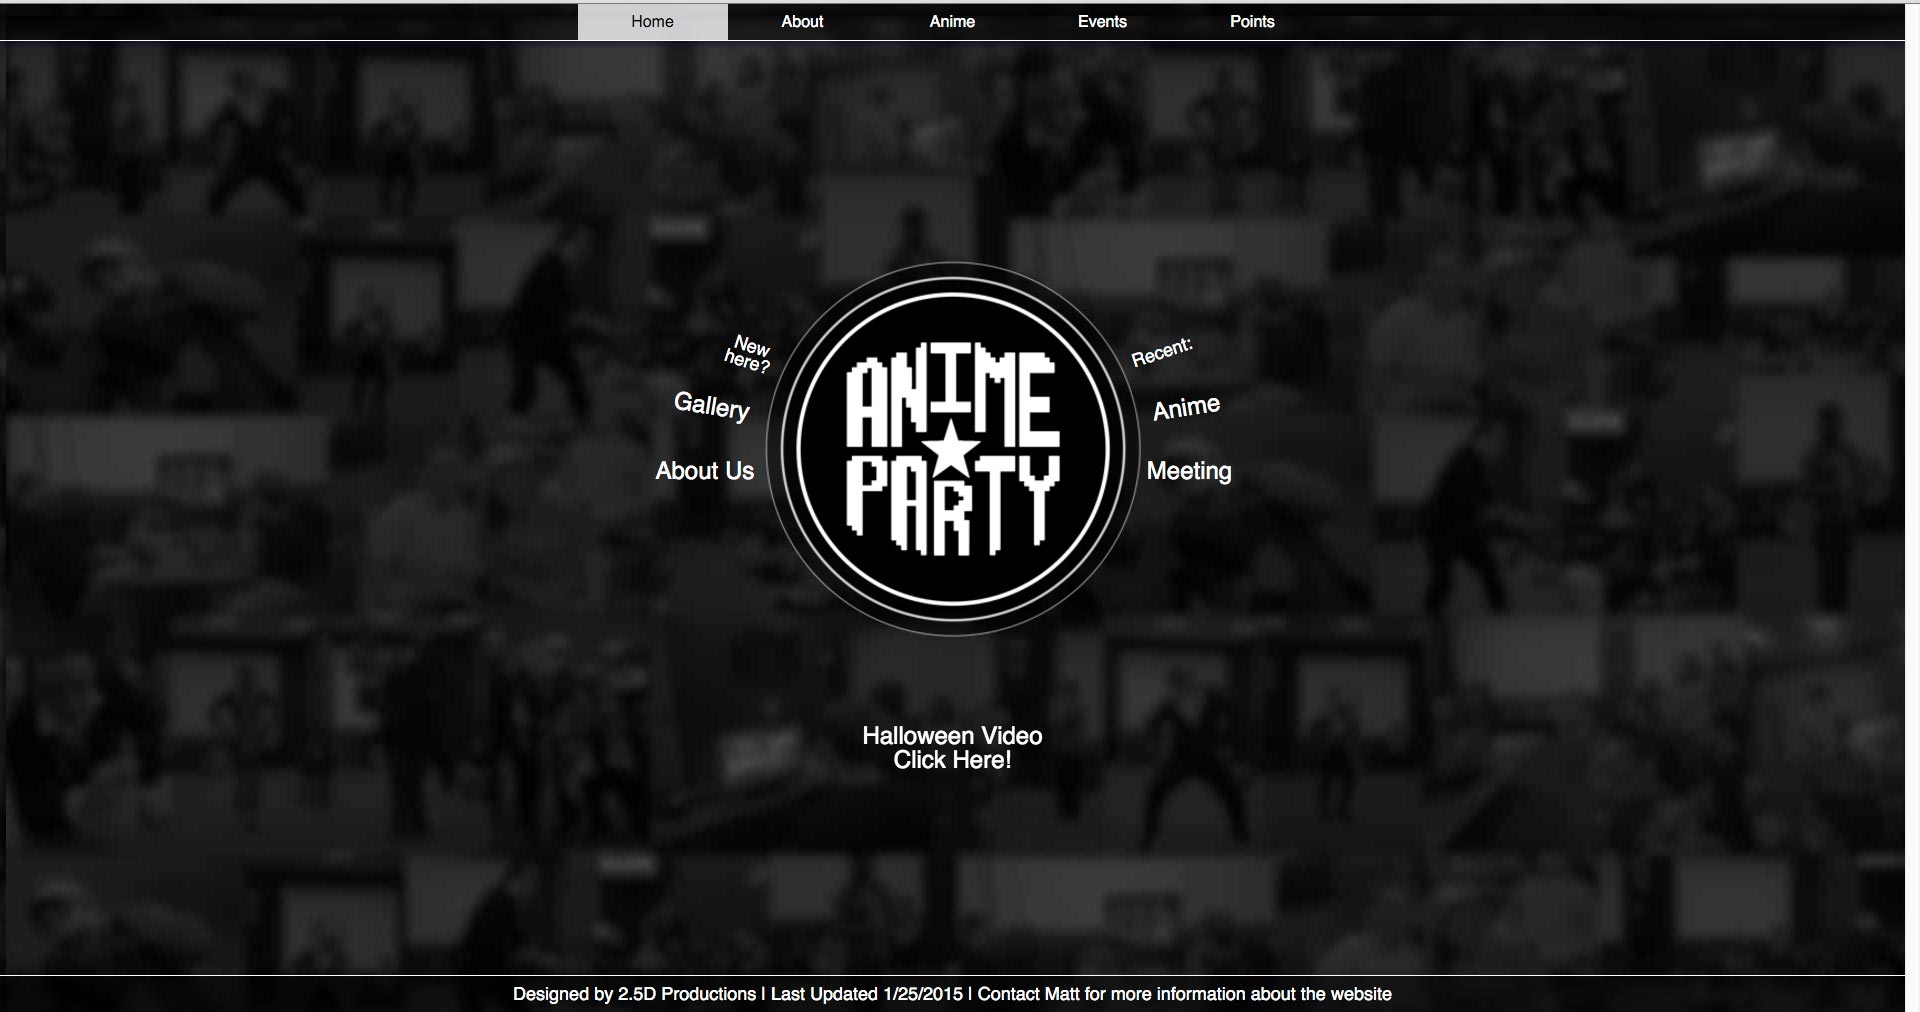 Home About Anime Events Points
New
here?
Recent:
Gallery
Anime
About Us
Meeting
ANIME
PARTY
Halloween Video
Click Here!
Designed by 2.5D Productions | Last Updated 1/25/2015 | Contact Matt for more information about the website